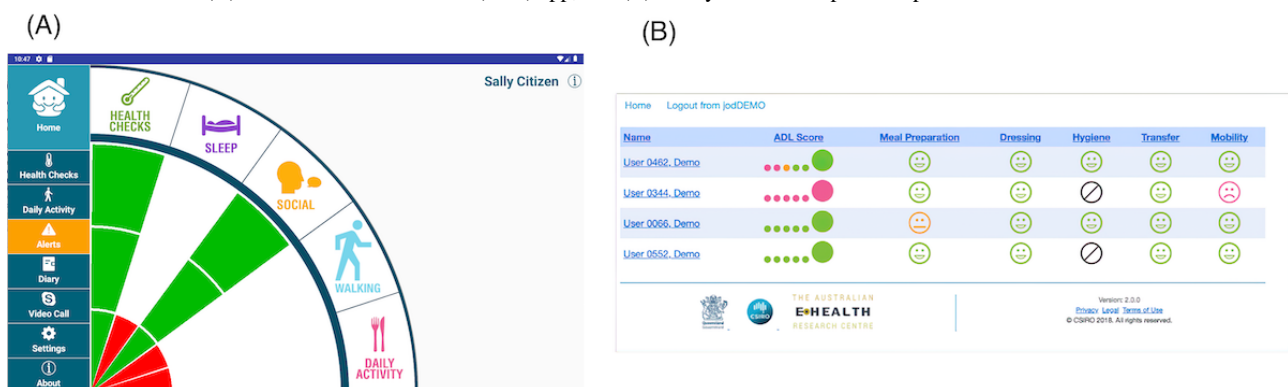 (A)
10:47
Sally Citizen
Home
Health Checks
Daily Activity
Alerts
Diary
Video Call
Settings
About
HEALTH
CHECKS
SLEEP
SOCIAL
WALKING
DAILY
ACTIVITY
(B)
Home Logout from jodDEMO
Name ADL Score Meal Preparation Dressing Hygiene Transfer Mobility
User 0462, Demo
User 0344, Demo
User 0066, Demo
User 0552, Demo
Queensland
Government
CSIRO
THE AUSTRALIAN
E-HEALTH
RESEARCH CENTRE
Version: 2.0.0
Privacy Legal Terms of Use
© CSIRO 2018. All rights reserved.